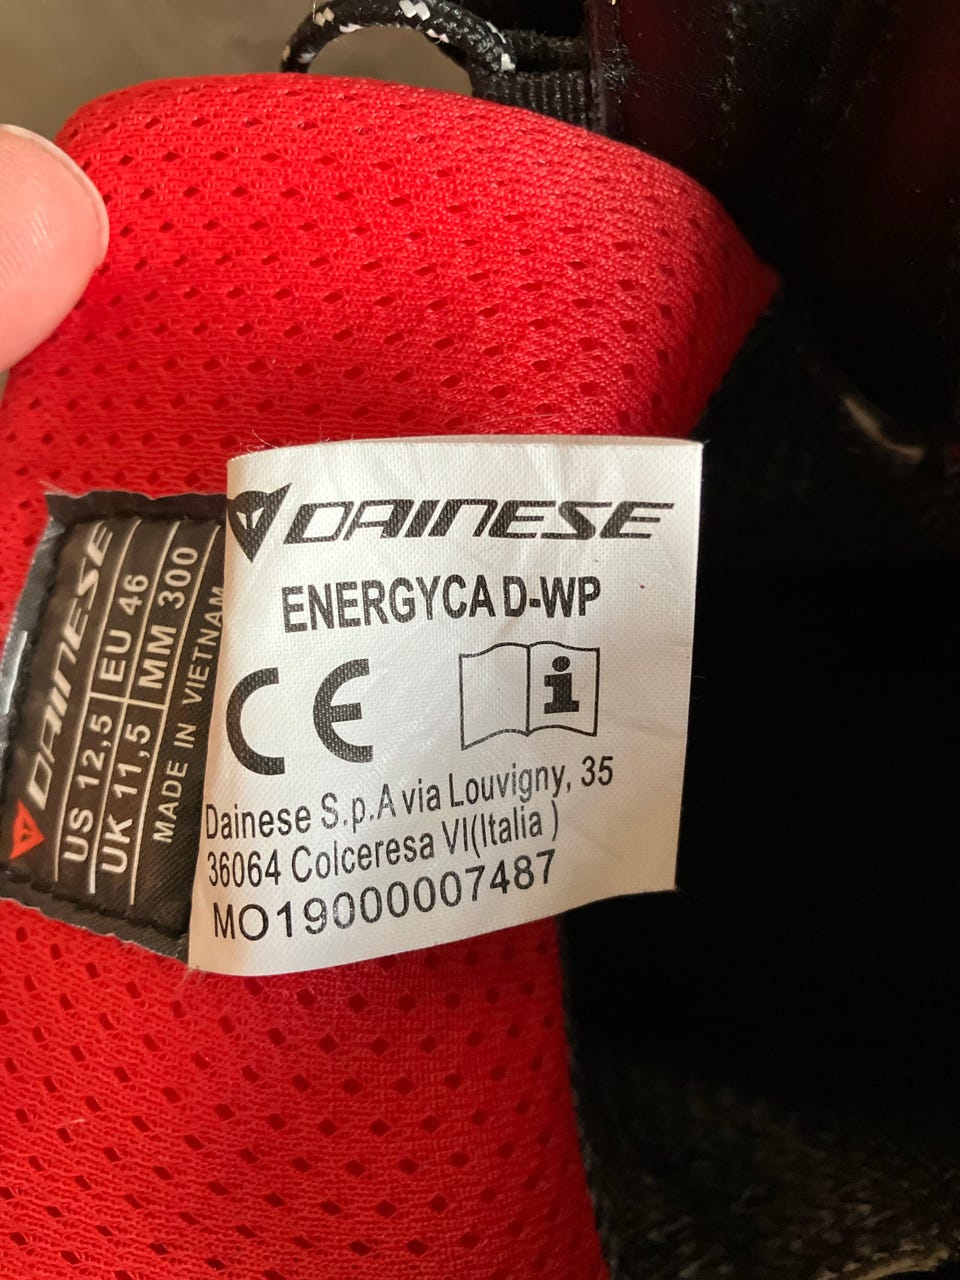 DAINESE
US 12,5 EU 46
UK 11,5 MM 300
MADE IN VIETNAM
DAINESE
ENERGYCA D-WP
CE
i
Dainese S.p.A via Louvigny, 35
36064 Colceresa VI(Italia )
MO19000007487